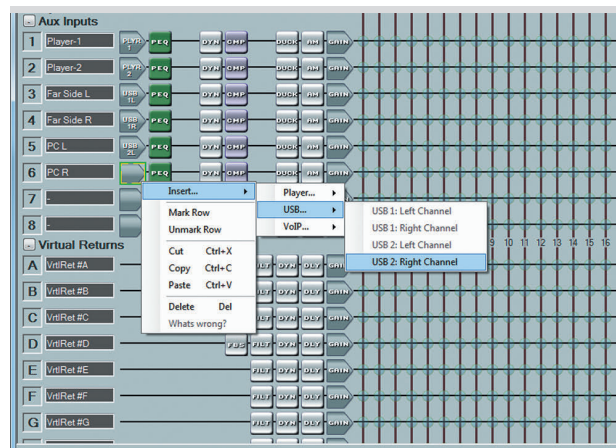 - Aux Inputs
1 Player-1 PLYR 1 PEQ DYN CMP DUCK AM GAIN
2 Player-2 PLYR 2 PEQ DYN CMP DUCK AM GAIN
3 Far Side L USB 1L PEQ DYN CMP DUCK AM GAIN
4 Far Side R USB 1R PEQ DYN CMP DUCK AM GAIN
5 PC L USB 2L PEQ DYN CMP DUCK AM GAIN
6 PC R PEQ DYN CMP DUCK AM GAIN
7 -
8 -
Insert...
Mark Row
Unmark Row
Cut Ctrl+X
Copy Ctrl+C
Paste Ctrl+V
Delete Del
Whats wrong?
Player...
USB...
VoIP...
USB 1: Left Channel
USB 1: Right Channel
USB 2: Left Channel
USB 2: Right Channel
9 10 11 12 13 14 15 16
- Virtual Returns
A VrtlRet #A FILT DYN DLY GAIN
B VrtlRet #B FILT DYN DLY GAIN
C VrtlRet #C FILT DYN DLY GAIN
D VrtlRet #D FBS FILT DYN DLY GAIN
E VrtlRet #E FILT DYN DLY GAIN
F VrtlRet #F FILT DYN DLY GAIN
G VrtlRet #G FILT DYN DLY GAIN